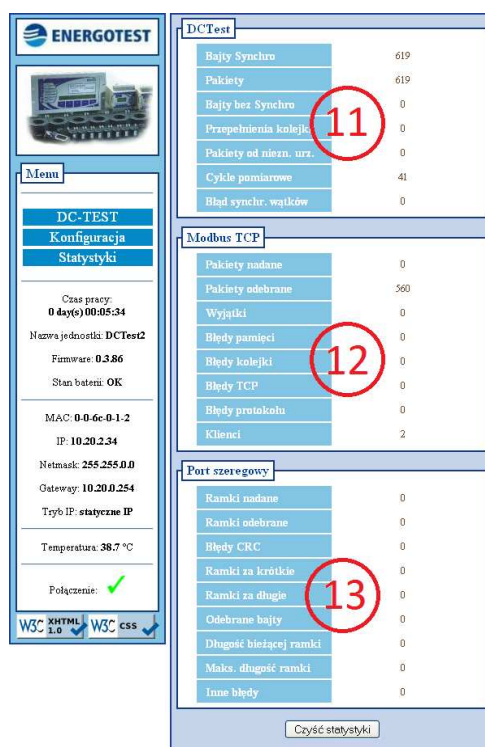 ENERGOTEST
Menu
DC-TEST
Konfiguracja
Statystyki
Czas pracy:
0 day(s) 00:05:34
Nazwa jednostki: DCTest2
Firmware: 0.3.86
Stan baterii: OK
MAC: 0-0-6c-0-1-2
IP: 10.20.2.34
Netmask: 255.255.0.0
Gateway: 10.20.0.254
Tryb IP: statyczne IP
Temperatura: 38.7 °C
Połączenie:
W3C XHTML 1.0 W3C css
DCTest
Bajty Synchro 619
Pakiety 619
Bajty bez Synchro 0
Przepełnienia kolejki 0
Pakiety od niezn. urz. 0
Cykle pomiarowe 41
Błąd synchr. wątków 0
11
Modbus TCP
Pakiety nadane 0
Pakiety odebrane 560
Wyjątki 0
Błędy pamięci 0
Błędy kolejki 0
Błędy TCP 0
Błędy protokołu 0
Klienci 2
12
Port szeregowy
Ramki nadane 0
Ramki odebrane 0
Błędy CRC 0
Ramki za krótkie 0
Ramki za długie 0
Odebrane bajty 0
Długość bieżącej ramki 0
Maks. długość ramki 0
Inne błędy 0
13
Czyść statystyki